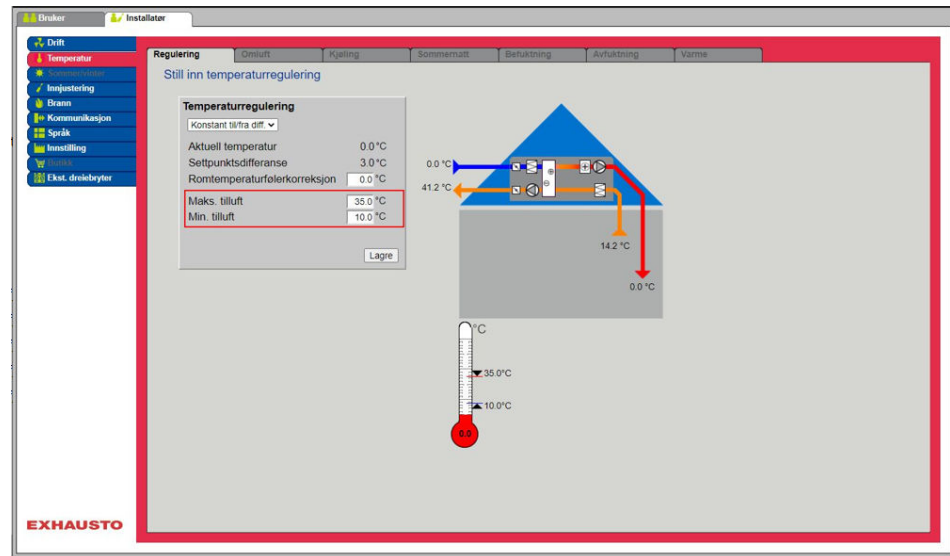 Bruker
Installatør
Drift
Temperatur
Sommer/vinter
Injustering
Brann
Kommunikasjon
Språk
Innstilling
Butikk
Ekst. dreiebryter
EXHAUSTO
Regulering Omluft Kjøling Sommernatt Befuktning Avfuktning Varme
Still inn temperaturregulering
Temperaturregulering
Konstant til/fra diff.
Aktuell temperatur 0.0 °C
Settpunktsdifferanse 3.0 °C
Romtemperaturfølerkorreksjon 0.0 °C
Maks. tilluft 35.0 °C
Min. tilluft 10.0 °C
Lagre
0.0 °C
41.2 °C
14.2 °C
0.0 °C
°C
35.0°C
10.0°C
0.0